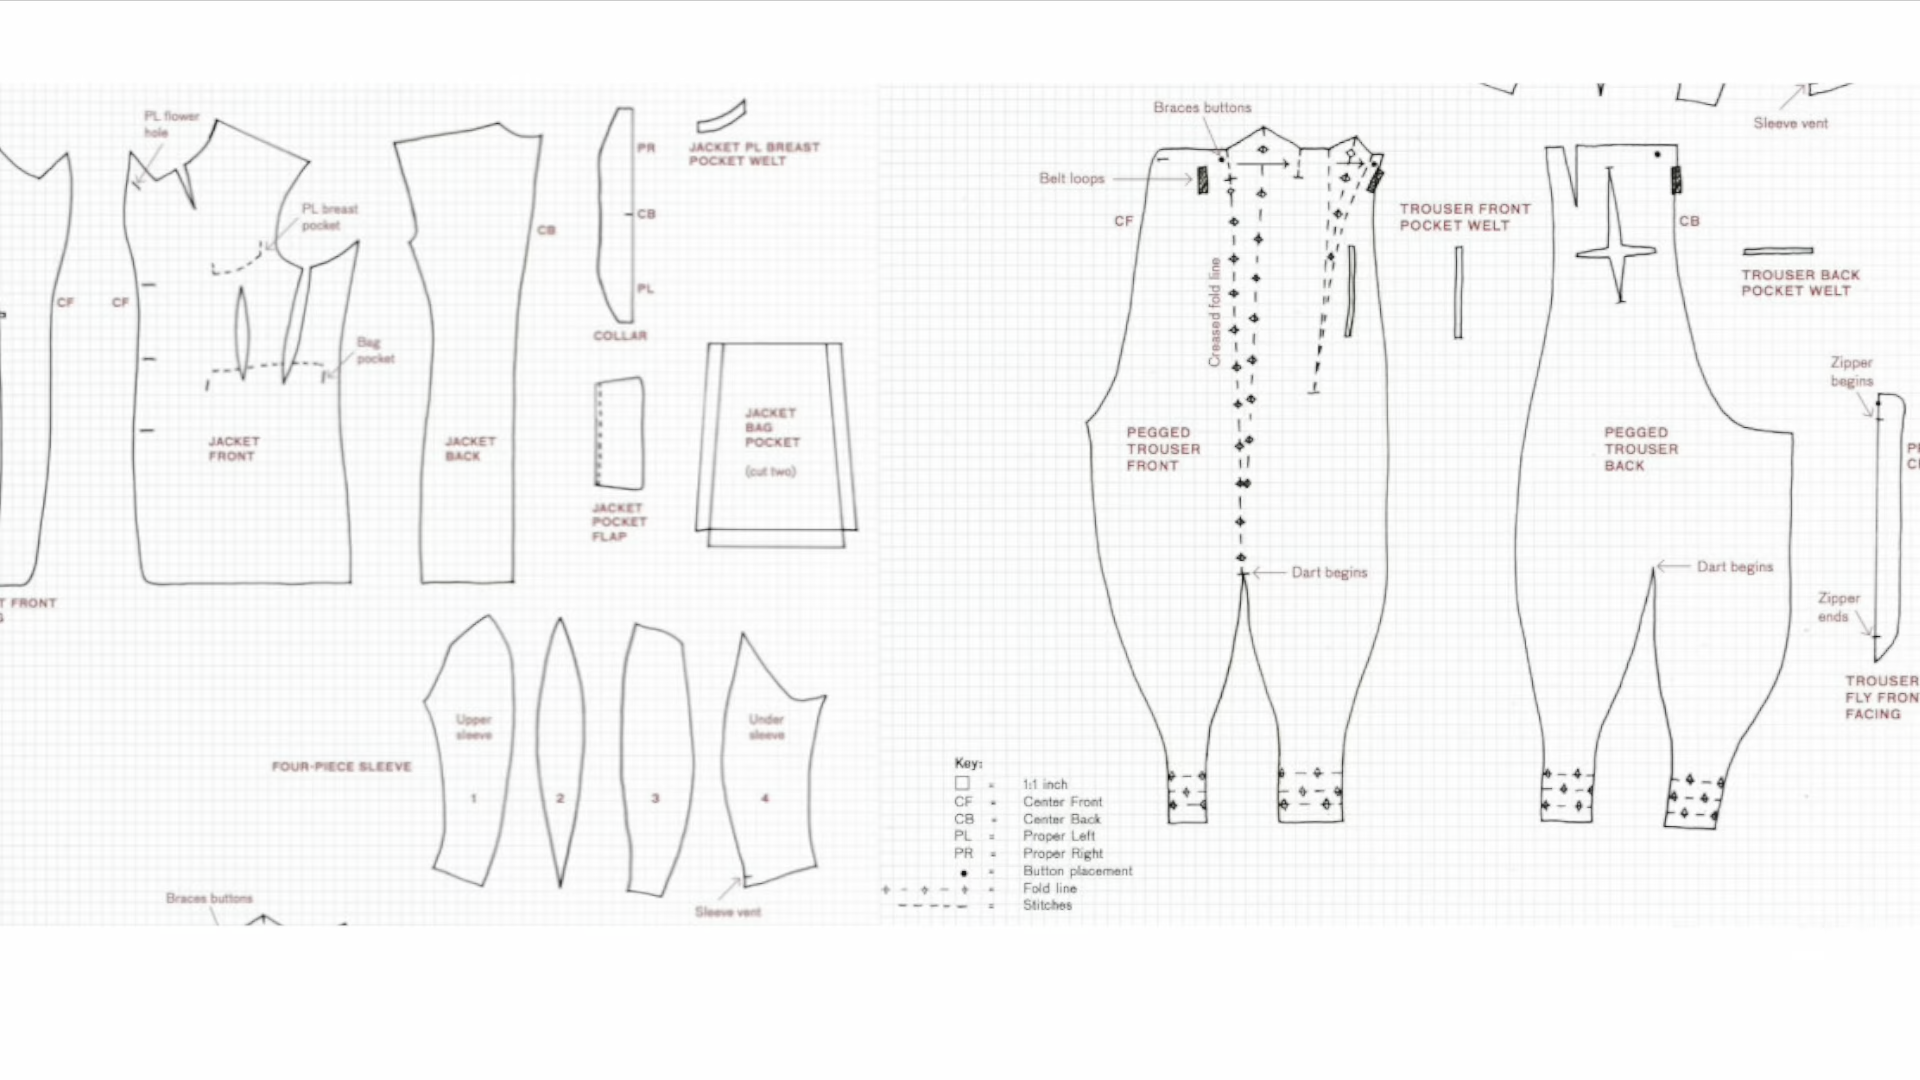 PL flower
hole
PL breast
pocket
CF
CF
Bag
pocket
JACKET
FRONT
T FRONT
CB
JACKET
BACK
PR
CB
PL
COLLAR
JACKET PL BREAST
POCKET WELT
JACKET
POCKET
FLAP
JACKET
BAG
POCKET
(cut two)
FOUR-PIECE SLEEVE
Upper
sleeve
1
2
3
Under
sleeve
4
Sleeve vent
Braces buttons
Braces buttons
Belt loops
CF
Creased fold line
PEGGED
TROUSER
FRONT
Dart begins
TROUSER FRONT
POCKET WELT
Sleeve vent
CB
TROUSER BACK
POCKET WELT
PEGGED
TROUSER
BACK
Dart begins
Zipper
begins
Zipper
ends
TROUSER
FLY FRON
FACING
Key:
□ = 1:1 inch
CF = Center Front
CB = Center Back
PL = Proper Left
PR = Proper Right
• = Button placement
= Fold line
= Stitches